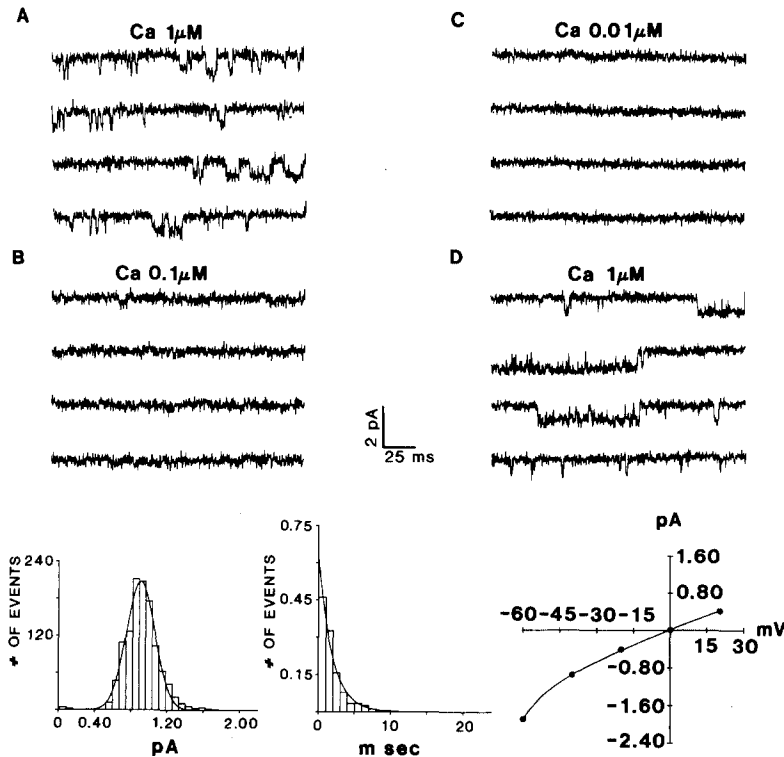 A
Ca 1μM
C
Ca 0.01μM
B
Ca 0.1μM
D
Ca 1μM
2 pA
25 ms
# OF EVENTS
240
120
0 0.40 1.20 2.00
pA
# OF EVENTS
0.75
0.45
0.15
0 10 20
m sec
pA
1.60
0.80
-60 -45 -30 -15
mV
15 30
-0.80
-1.60
-2.40